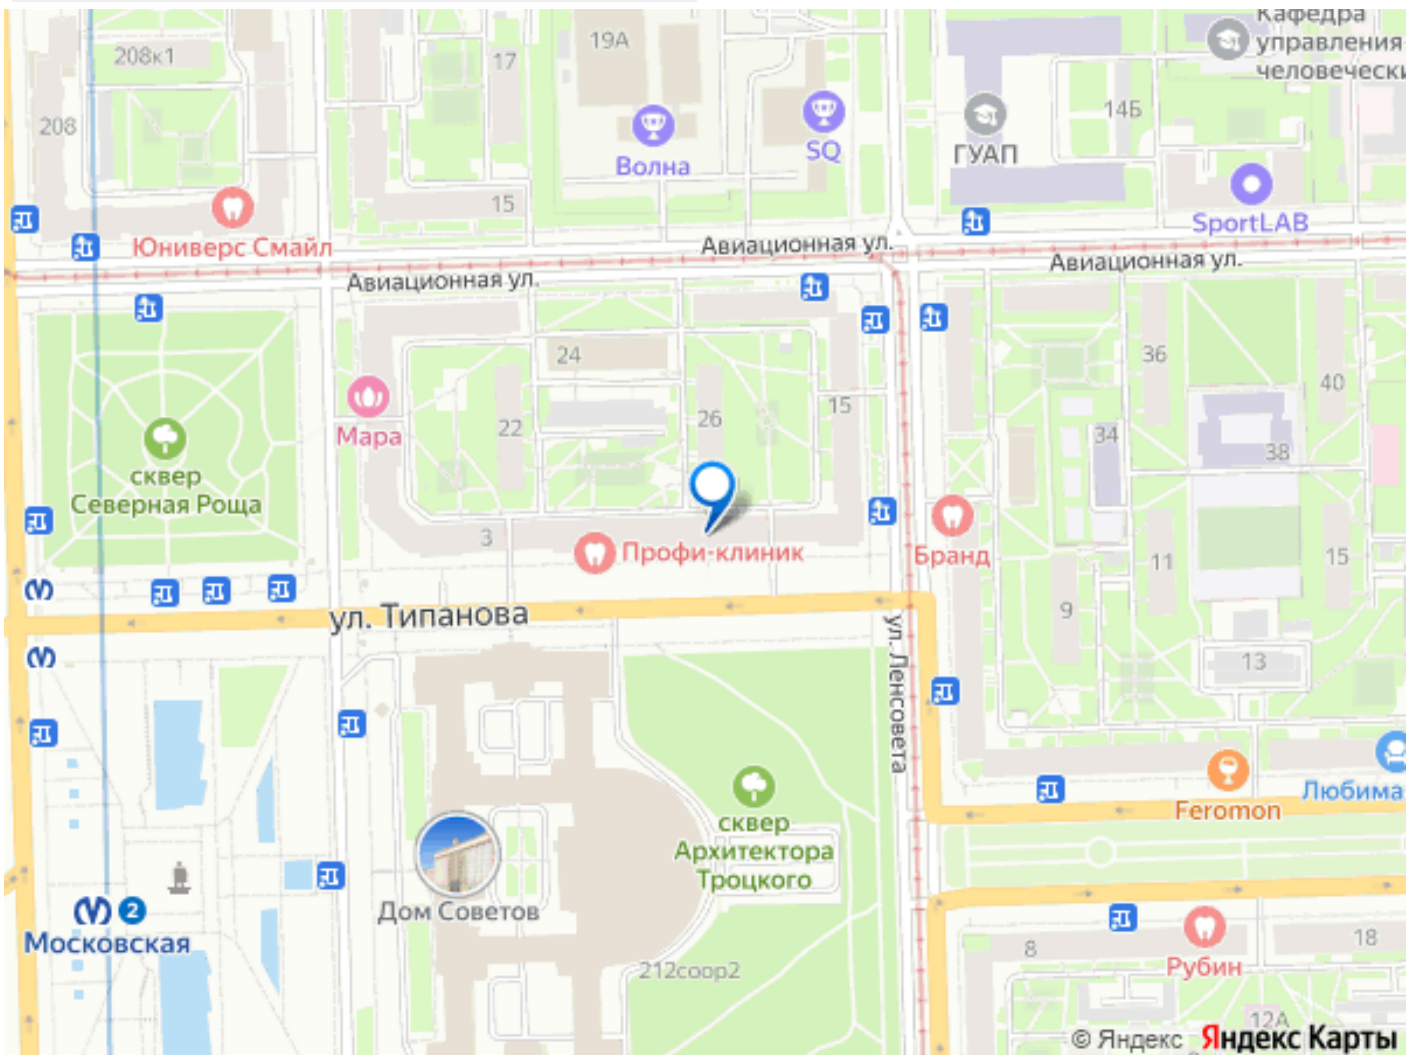 Кафедра
управления
человечески
208к1
17
19А
14Б
208
Волна
SQ
ГУАП
15
SportLAB
Юниверс Смайл
Авиационная ул.
Авиационная ул.
Авиационная ул.
24
36
40
26
15
22
Мара
34
38
сквер
Северная Роща
3
Профи-клиник
Бранд
11
15
9
ул. Типанова
ул. Ленсовета
13
Любима
Feromon
сквер
Архитектора
Троцкого
Дом Советов
2
Московская
212соор2
8
Рубин
18
12А
© Яндекс Яндекс Карты